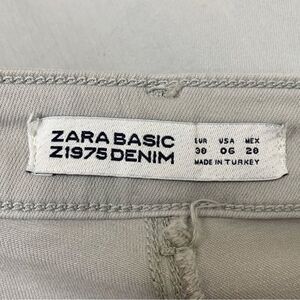 ZARA BASIC
Z1975 DENIM
EUR USA MEX
38 06 28
MADE IN TURKEY